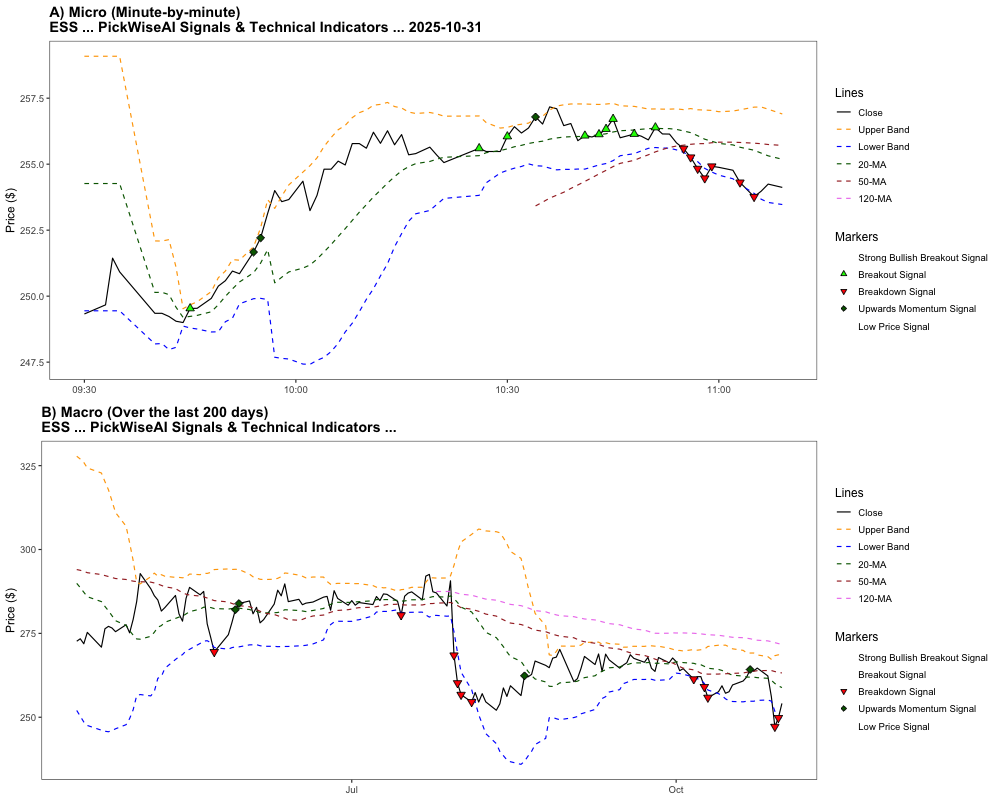 A) Micro (Minute-by-minute)
ESS ... PickWiseAI Signals & Technical Indicators ... 2025-10-31
Price ($)
257.5
255.0
252.5
250.0
247.5
09:30
10:00
10:30
11:00
Lines
Close
Upper Band
Lower Band
20-MA
50-MA
120-MA
Markers
Strong Bullish Breakout Signal
Breakout Signal
Breakdown Signal
Upwards Momentum Signal
Low Price Signal
B) Macro (Over the last 200 days)
ESS ... PickWiseAI Signals & Technical Indicators ...
Price ($)
325
300
275
250
Jul
Oct
Lines
Close
Upper Band
Lower Band
20-MA
50-MA
120-MA
Markers
Strong Bullish Breakout Signal
Breakout Signal
Breakdown Signal
Upwards Momentum Signal
Low Price Signal